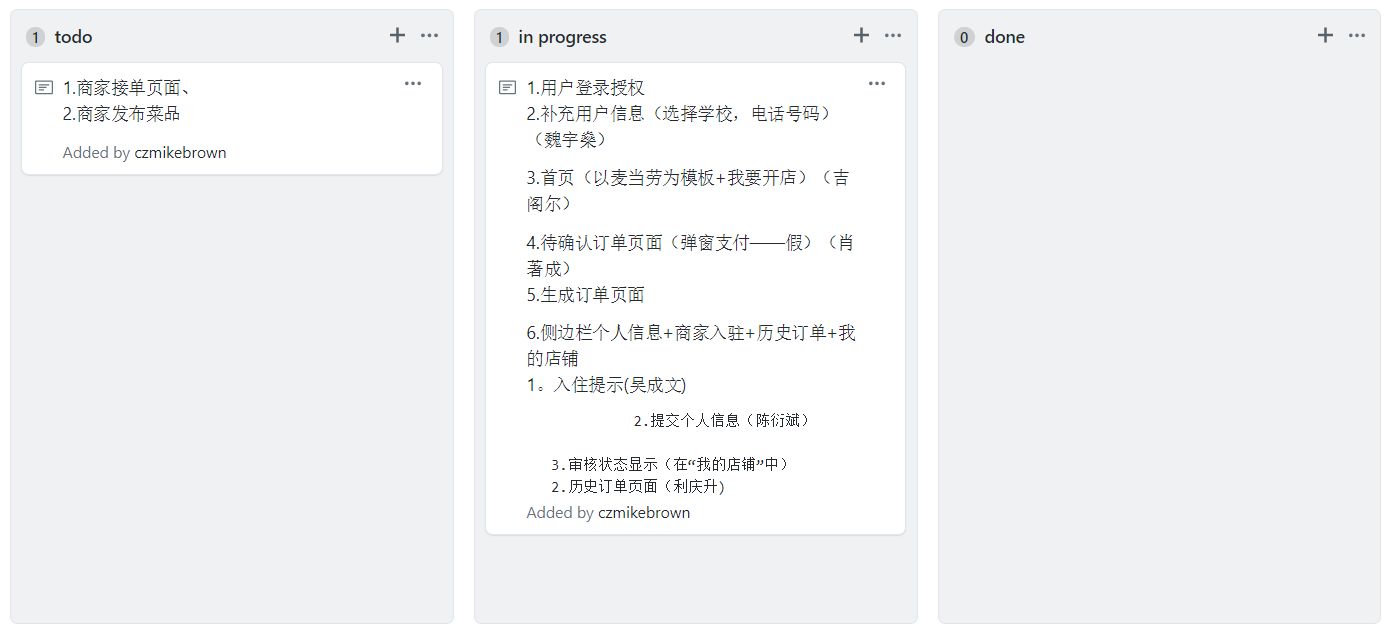 1 todo
1.商家接单页面、
2.商家发布菜品
Added by czmikebrown
1 in progress
1.用户登录授权
2.补充用户信息（选择学校，电话号码）
（魏宇燊）
3.首页（以麦当劳为模板+我要开店）（吉
阁尔）
4.待确认订单页面（弹窗支付——假）（肖
著成）
5.生成订单页面
6.侧边栏个人信息+商家入驻+历史订单+我
的店铺
1。入住提示(吴成文)
2.提交个人信息（陈衍斌）
3.审核状态显示（在“我的店铺”中）
2.历史订单页面（利庆升)
Added by czmikebrown
0 done